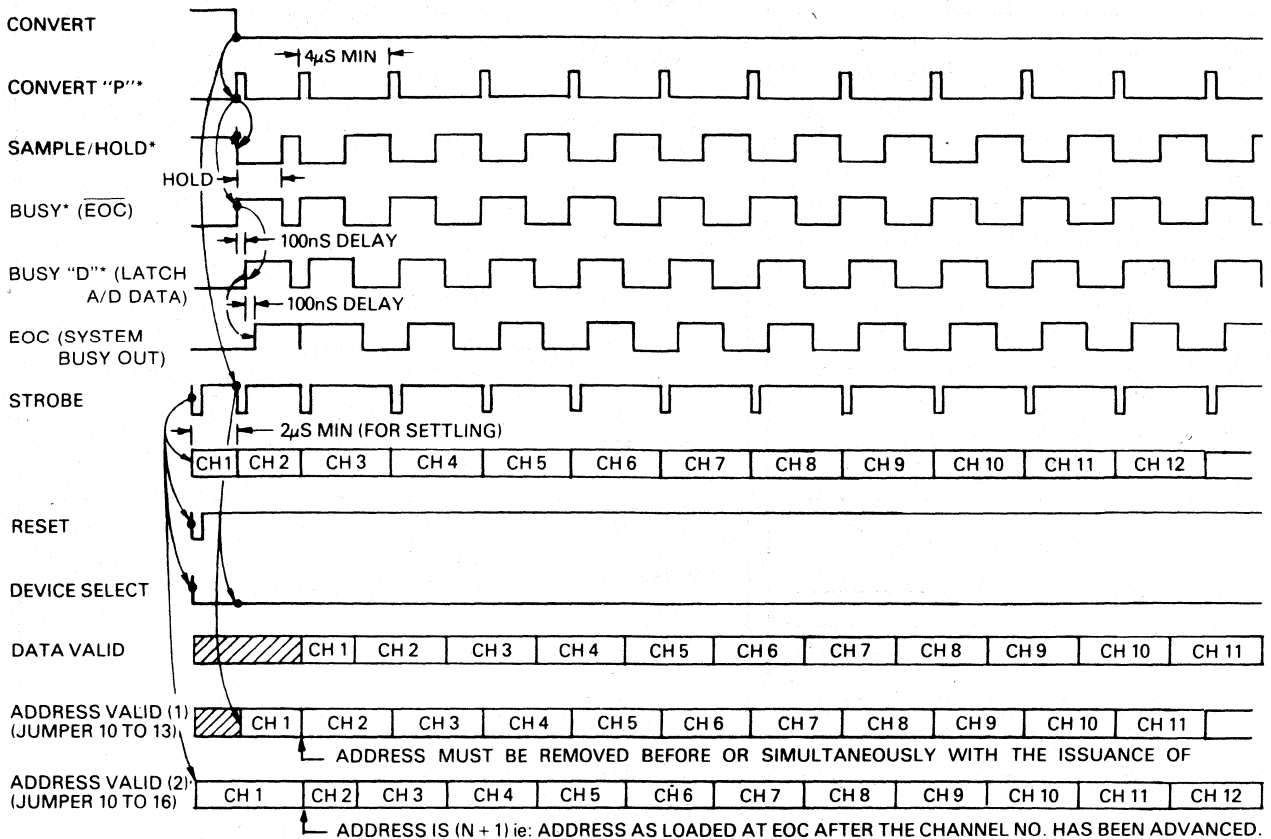 CONVERT
4μS MIN
CONVERT "P"*
SAMPLE/HOLD*
HOLD
BUSY* (EOC)
100nS DELAY
BUSY "D"* (LATCH
A/D DATA)
100nS DELAY
EOC (SYSTEM
BUSY OUT)
STROBE
2μS MIN (FOR SETTLING)
CH1 CH 2 CH 3 CH 4 CH 5 CH 6 CH 7 CH 8 CH 9 CH 10 CH 11 CH 12
RESET
DEVICE SELECT
DATA VALID CH 1 CH 2 CH 3 CH 4 CH 5 CH 6 CH 7 CH 8 CH 9 CH 10 CH 11
ADDRESS VALID (1)
(JUMPER 10 TO 13) CH 1 CH 2 CH 3 CH 4 CH 5 CH 6 CH 7 CH 8 CH 9 CH 10 CH 11
ADDRESS MUST BE REMOVED BEFORE OR SIMULTANEOUSLY WITH THE ISSUANCE OF
ADDRESS VALID (2)
(JUMPER 10 TO 16) CH 1 CH 2 CH 3 CH 4 CH 5 CH 6 CH 7 CH 8 CH 9 CH 10 CH 11 CH 12
ADDRESS IS (N + 1) ie: ADDRESS AS LOADED AT EOC AFTER THE CHANNEL NO. HAS BEEN ADVANCED.